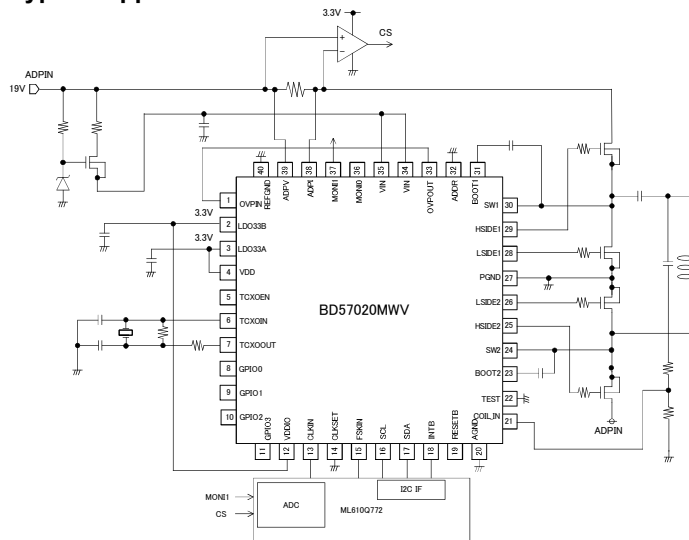 3.3V
CS
ADPIN
19V
40 39 38 37 36 35 34 33 32 31
REFGND ADPV ADPI MONI1 MONI0 VIN VIN OVPOUT ADDR BOOT1
1 OVPIN
3.3V
2 LDO33B
3.3V
3 LDO33A
4 VDD
5 TCXOEN
6 TCXOIN
7 TCXOOUT
8 GPIO0
9 GPIO1
10 GPIO2
BD57020MWV
SW1 30
HSIDE1 29
LSIDE1 28
PGND 27
LSIDE2 26
HSIDE2 25
SW2 24
BOOT2 23
TEST 22
COIL_IN 21
ADPIN
GPIO3 VDDIO CLKIN CLKSET FSKIN SCL SDA INTB RESETB AGND
11 12 13 14 15 16 17 18 19 20
MONI1
CS
ADC
ML610Q772
I2C IF